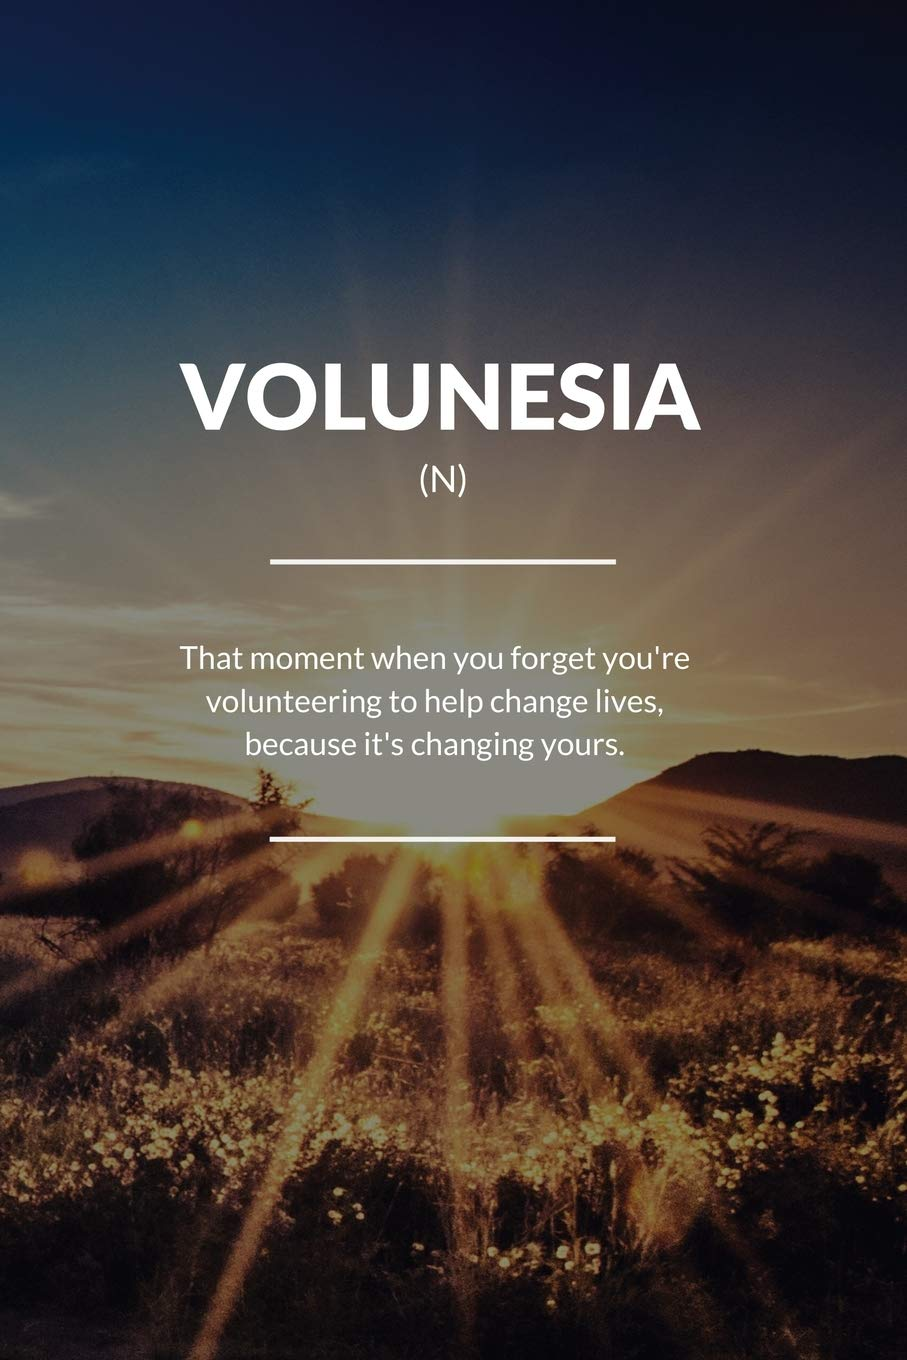 VOLUNESIA
(N)
That moment when you forget you're
volunteering to help change lives,
because it's changing yours.